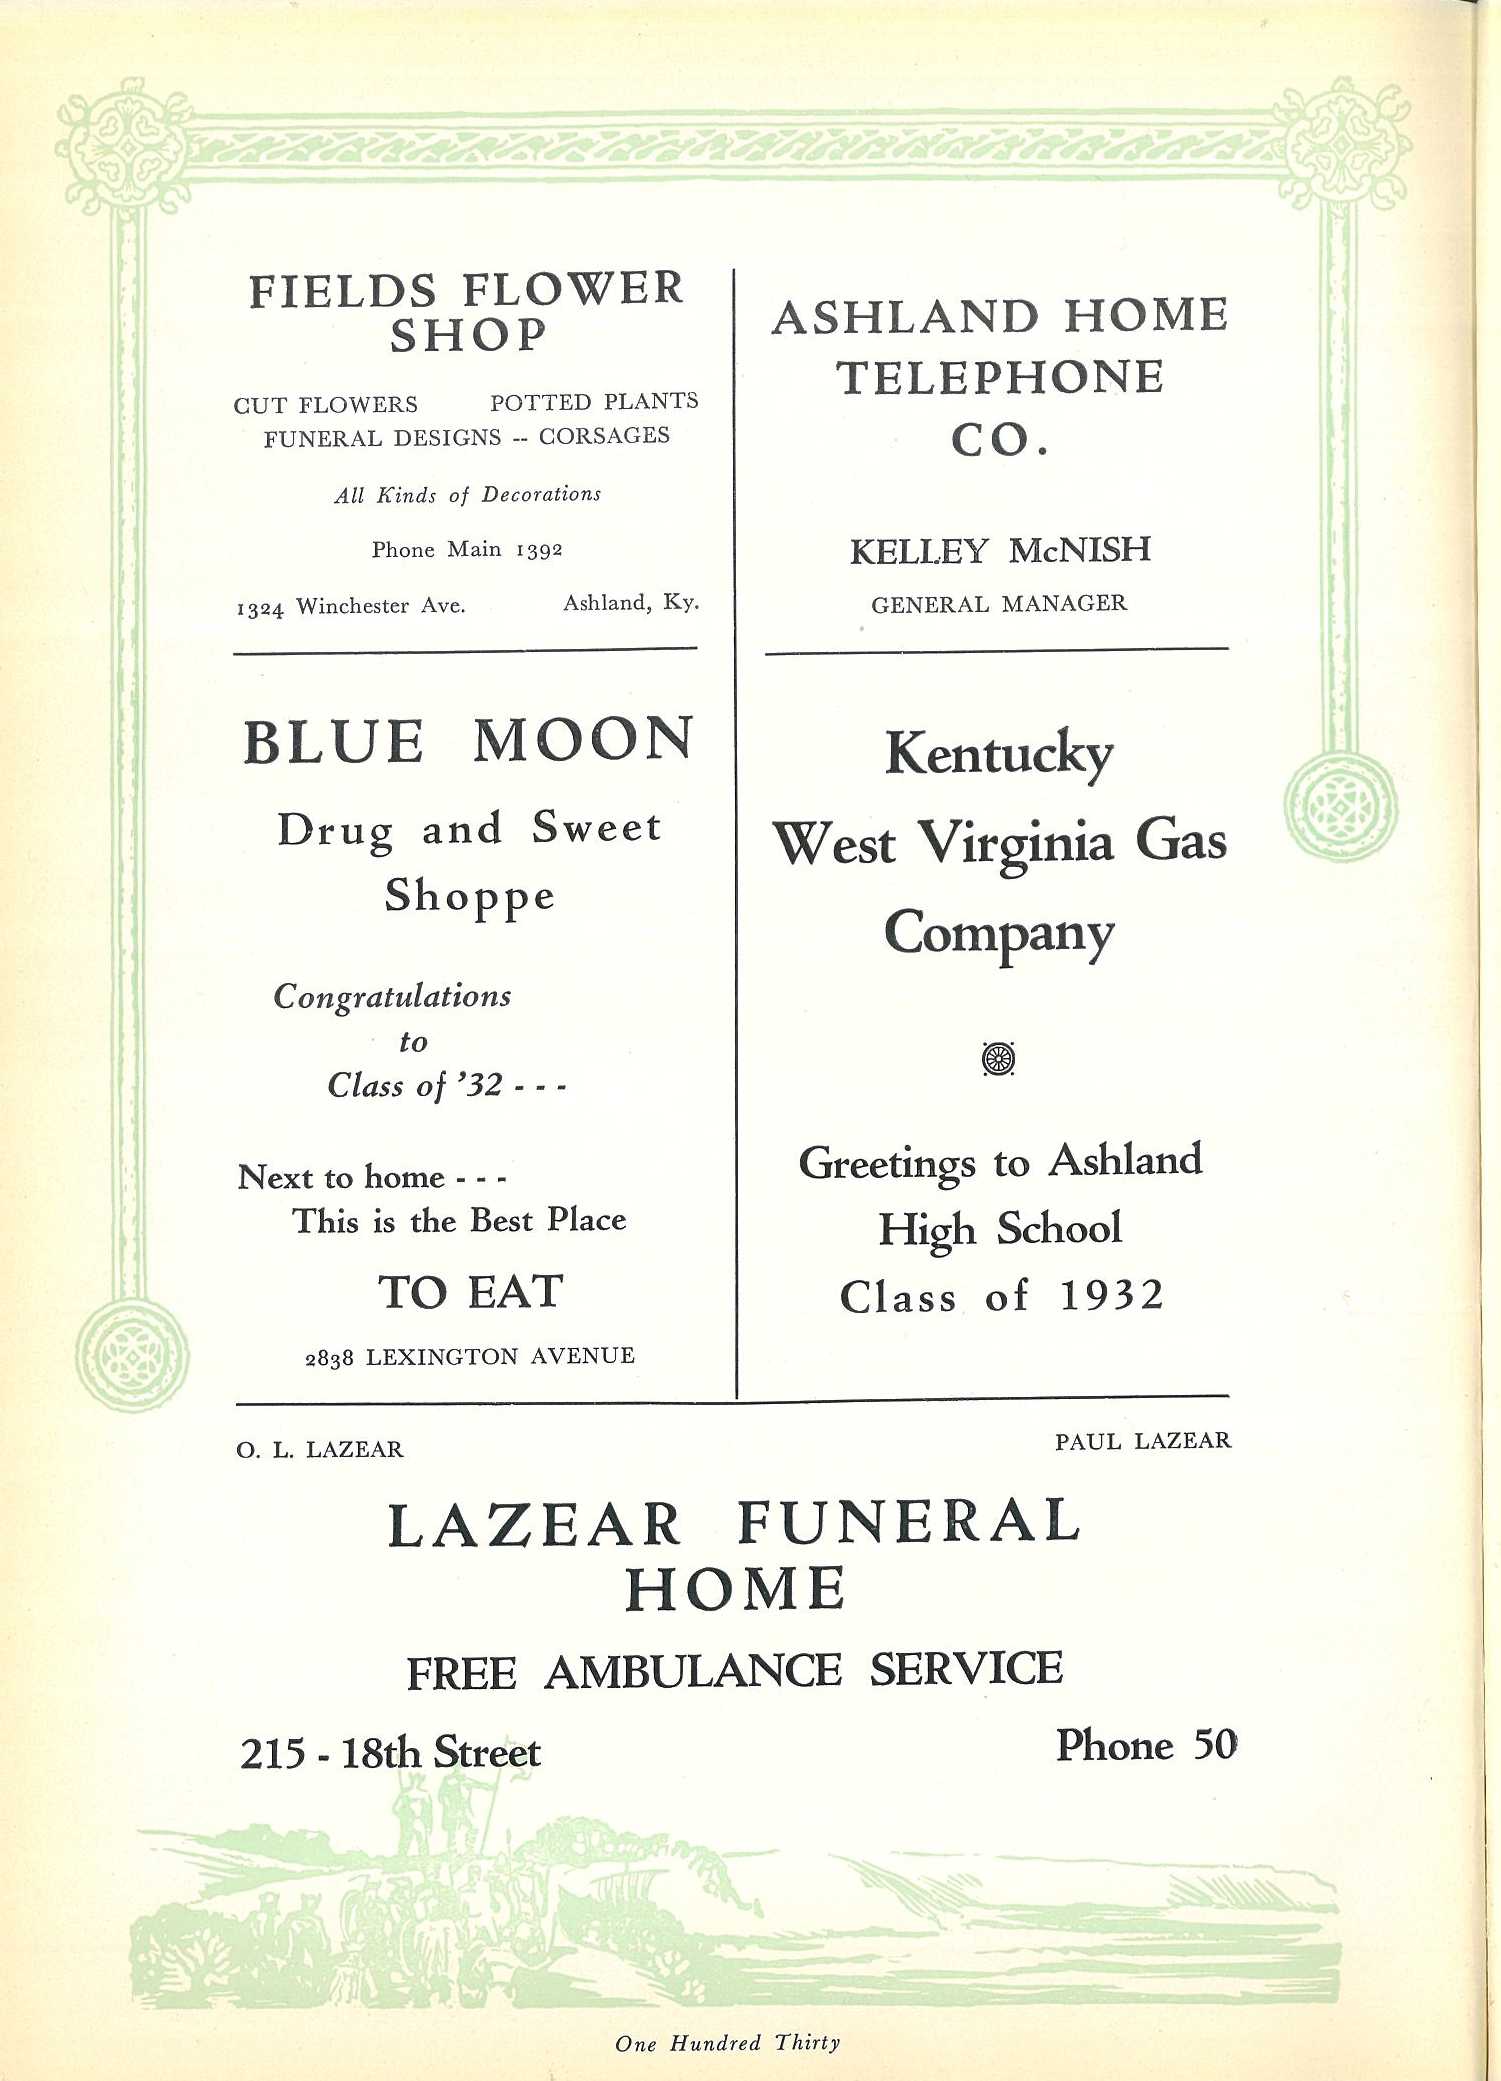 FIELDS FLOWER
SHOP
CUT FLOWERS POTTED PLANTS
FUNERAL DESIGNS -- CORSAGES
All Kinds of Decorations
Phone Main 1392
1324 Winchester Ave. Ashland, Ky.
ASHLAND HOME
TELEPHONE
CO.
KELLEY McNISH
GENERAL MANAGER
BLUE MOON
Drug and Sweet
Shoppe
Congratulations
to
Class of '32 - - -
Next to home - - -
This is the Best Place
TO EAT
2838 LEXINGTON AVENUE
Kentucky
West Virginia Gas
Company
Greetings to Ashland
High School
Class of 1932
O. L. LAZEAR PAUL LAZEAR
LAZEAR FUNERAL
HOME
FREE AMBULANCE SERVICE
215 - 18th Street Phone 50
One Hundred Thirty